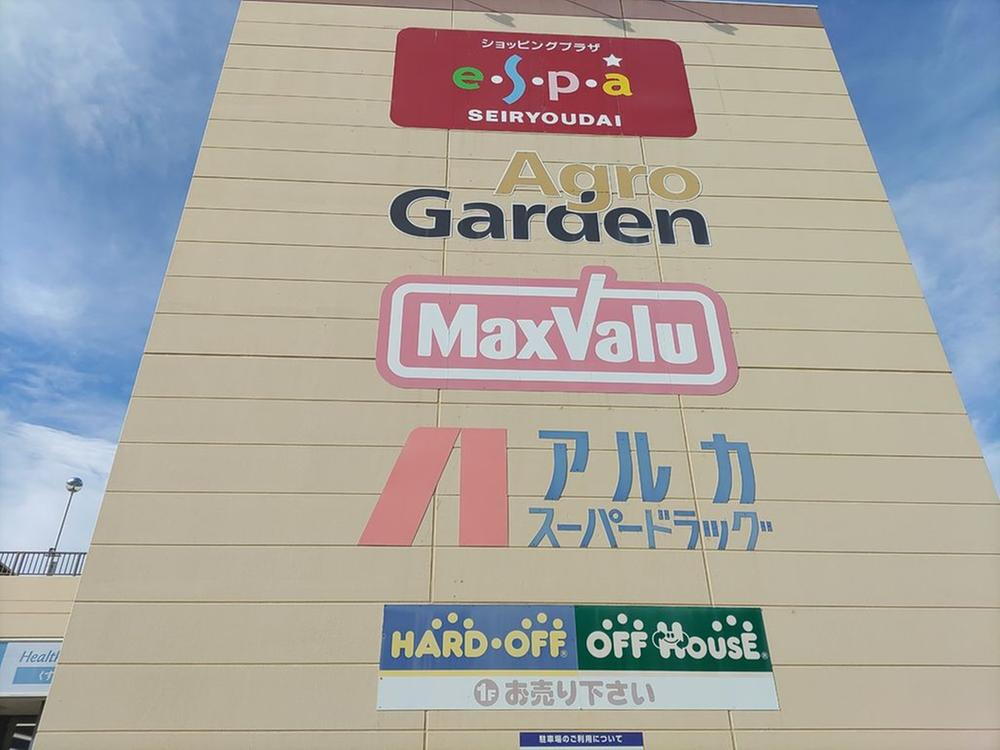 ショッピングプラザ
e・s・p・a
SEIRYOUDAI
Agro
Garden
MaxValu
アルカ
スーパードラッグ
HARD・OFF® OFF HOUSE®
1F お売り下さい
駐車場のご利用について
Health